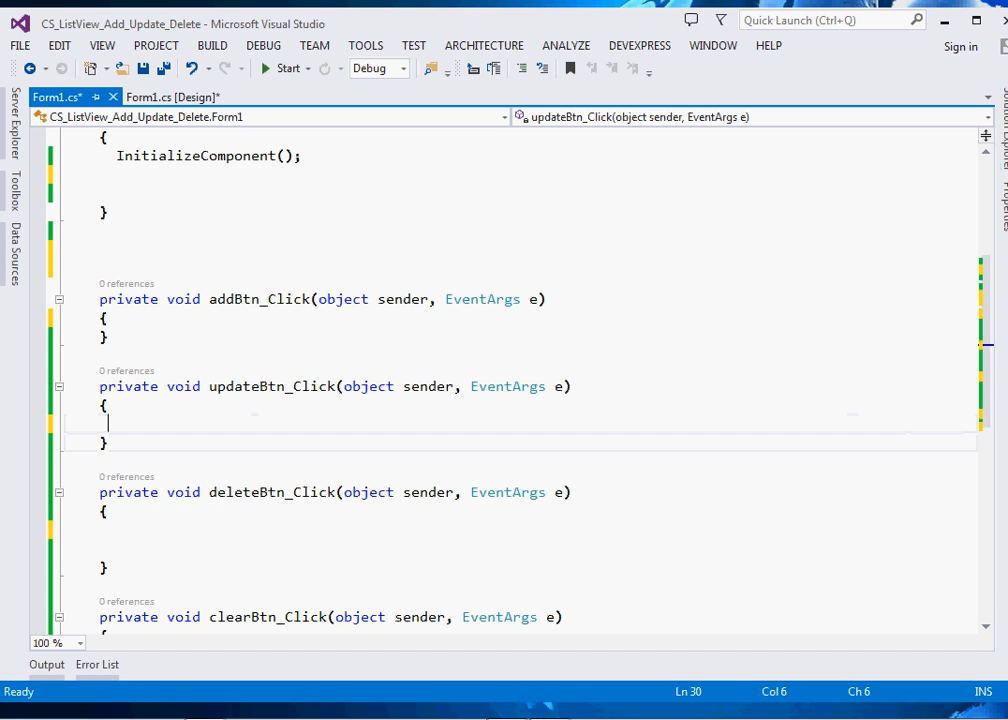 CS_ListView_Add_Update_Delete - Microsoft Visual Studio
Quick Launch (Ctrl+Q)
FILE EDIT VIEW PROJECT BUILD DEBUG TEAM TOOLS TEST ARCHITECTURE ANALYZE DEVEXPRESS WINDOW HELP
Sign in
Start Debug
Form1.cs* Form1.cs [Design]*
CS_ListView_Add_Update_Delete.Form1 updateBtn_Click(object sender, EventArgs e)
Server Explorer
Toolbox
Data Sources
Properties
{
InitializeComponent();
}
0 references
private void addBtn_Click(object sender, EventArgs e)
{
}
0 references
private void updateBtn_Click(object sender, EventArgs e)
{
}
0 references
private void deleteBtn_Click(object sender, EventArgs e)
{
}
0 references
private void clearBtn_Click(object sender, EventArgs e)
{
100 %
Output Error List
Ready Ln 30 Col 6 Ch 6 INS